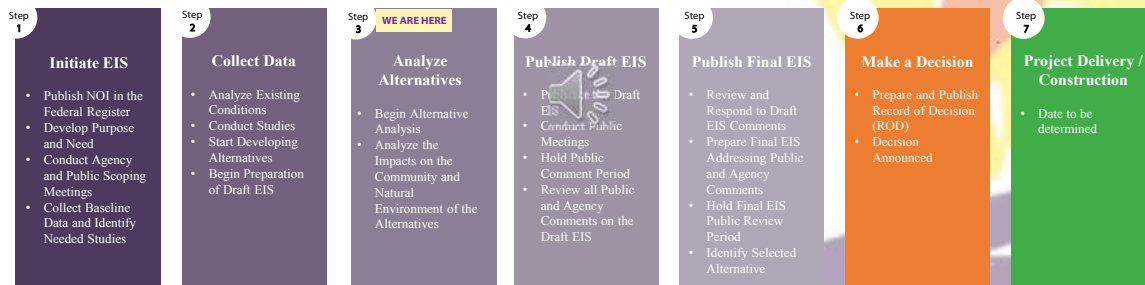 Step
1
Initiate EIS
• Publish NOI in the
Federal Register
• Develop Purpose
and Need
• Conduct Agency
and Public Scoping
Meetings
• Collect Baseline
Data and Identify
Needed Studies
Step
2
Collect Data
• Analyze Existing
Conditions
• Conduct Studies
• Start Developing
Alternatives
• Begin Preparation
of Draft EIS
Step
3
WE ARE HERE
Analyze
Alternatives
• Begin Alternative
Analysis
• Analyze the
Impacts on the
Community and
Natural
Environment of the
Alternatives
Step
4
Publish Draft EIS
• Draft
EIS
• Conduct Public
Meetings
• Hold Public
Comment Period
• Review all Public
and Agency
Comments on the
Draft EIS
Step
5
Publish Final EIS
• Review and
Respond to Draft
EIS Comments
• Prepare Final EIS
Addressing Public
and Agency
Comments
• Hold Final EIS
Public Review
Period
• Identify Selected
Alternative
Step
6
Make a Decision
• Prepare and Publish
Record of Decision
(ROD)
• Decision
Announced
Step
7
Project Delivery /
Construction
• Date to be
determined